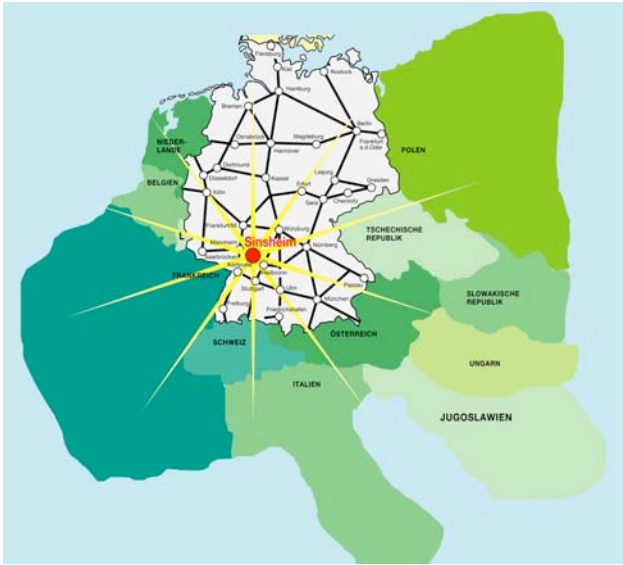 Flensburg
Kiel
Rostock
Hamburg
Bremen
Berlin
Osnabrück
Magdeburg
Frankfurt
a.d.Oder
Hannover
NIEDER-
LANDE
POLEN
Dortmund
Düsseldorf
Kassel
Leipzig
Dresden
BELGIEN
Köln
Erfurt
Gera
Chemnitz
Frankfurt/M.
Würzburg
TSCHECHISCHE
REPUBLIK
L
Mannheim
Sinsheim
Nürnberg
Saarbrücken
Karlsruhe
Heilbronn
FRANKREICH
Stuttgart
Ulm
Passau
München
SLOWAKISCHE
REPUBLIK
Freiburg
Friedrichshafen
ÖSTERREICH
SCHWEIZ
UNGARN
ITALIEN
JUGOSLAWIEN